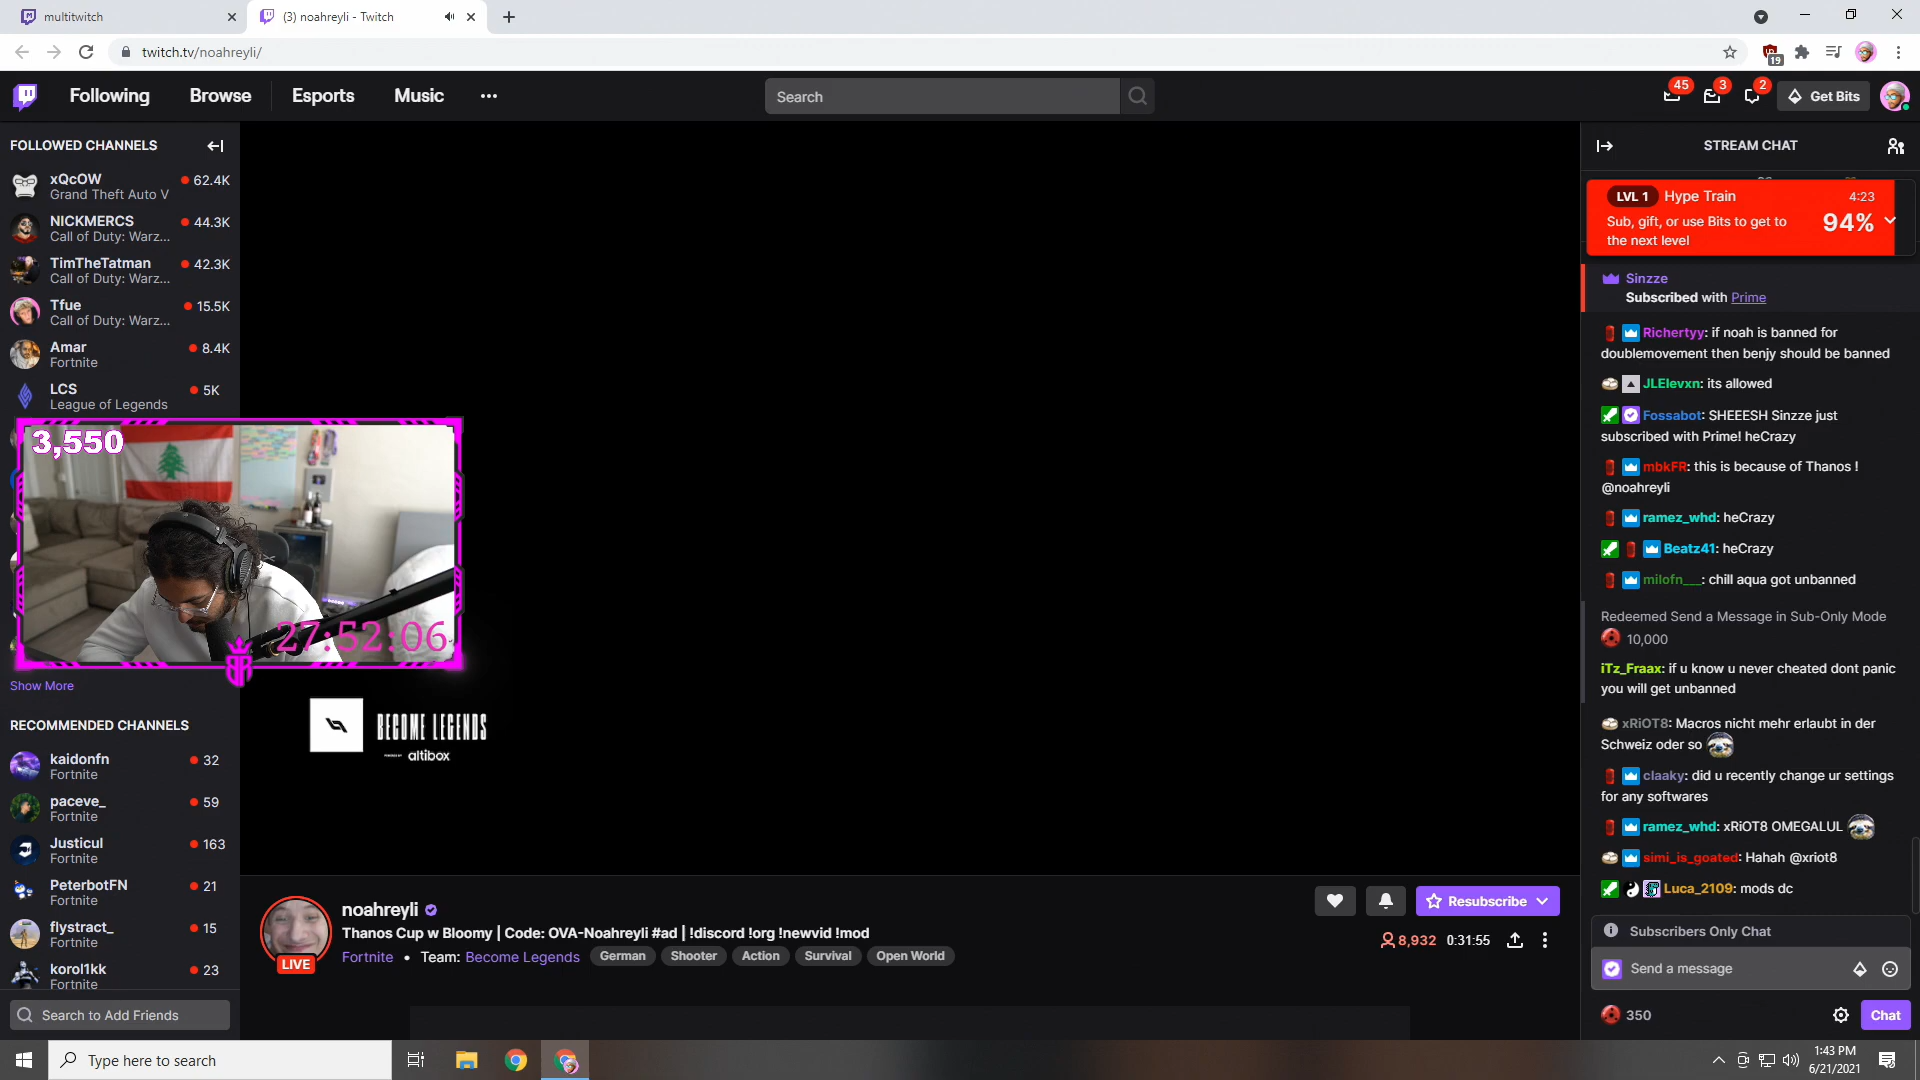 multitwitch
(3) noahreyli - Twitch
twitch.tv/noahreyli/
19
Following
Browse
Esports
Music
Search
45
3
2
Get Bits
FOLLOWED CHANNELS
xQcOW
62.4K
Grand Theft Auto V
NICKMERCS
44.3K
Call of Duty: Warz...
TimTheTatman
42.3K
Call of Duty: Warz...
Tfue
15.5K
Call of Duty: Warz...
Amar
8.4K
Fortnite
LCS
5K
League of Legends
3,550
27:52:06
Show More
RECOMMENDED CHANNELS
kaidonfn
32
Fortnite
paceve_
59
Fortnite
Justicul
163
Fortnite
PeterbotFN
21
Fortnite
flystract_
15
Fortnite
korol1kk
23
Fortnite
Search to Add Friends
BECOME LEGENDS
altibox
noahreyli
Thanos Cup w Bloomy | Code: OVA-Noahreyli #ad | !discord !org !newvid !mod
LIVE
Fortnite • Team: Become Legends
German
Shooter
Action
Survival
Open World
Resubscribe
8,932
0:31:55
STREAM CHAT
LVL 1
Hype Train
4:23
Sub, gift, or use Bits to get to
the next level
94%
Sinzze
Subscribed with Prime
Richertyy: if noah is banned for
doublemovement then benjy should be banned
JLElevxn: its allowed
Fossabot: SHEEESH Sinzze just
subscribed with Prime! heCrazy
mbkFR: this is because of Thanos !
@noahreyli
ramez_whd: heCrazy
Beatz41: heCrazy
milofn___: chill aqua got unbanned
Redeemed Send a Message in Sub-Only Mode
10,000
iTz_Fraax: if u know u never cheated dont panic
you will get unbanned
xRiOT8: Macros nicht mehr erlaubt in der
Schweiz oder so
claaky: did u recently change ur settings
for any softwares
ramez_whd: xRiOT8 OMEGALUL
simi_is_goated: Hahah @xriot8
Luca_2109: mods dc
Subscribers Only Chat
Send a message
350
Chat
Type here to search
1:43 PM
6/21/2021